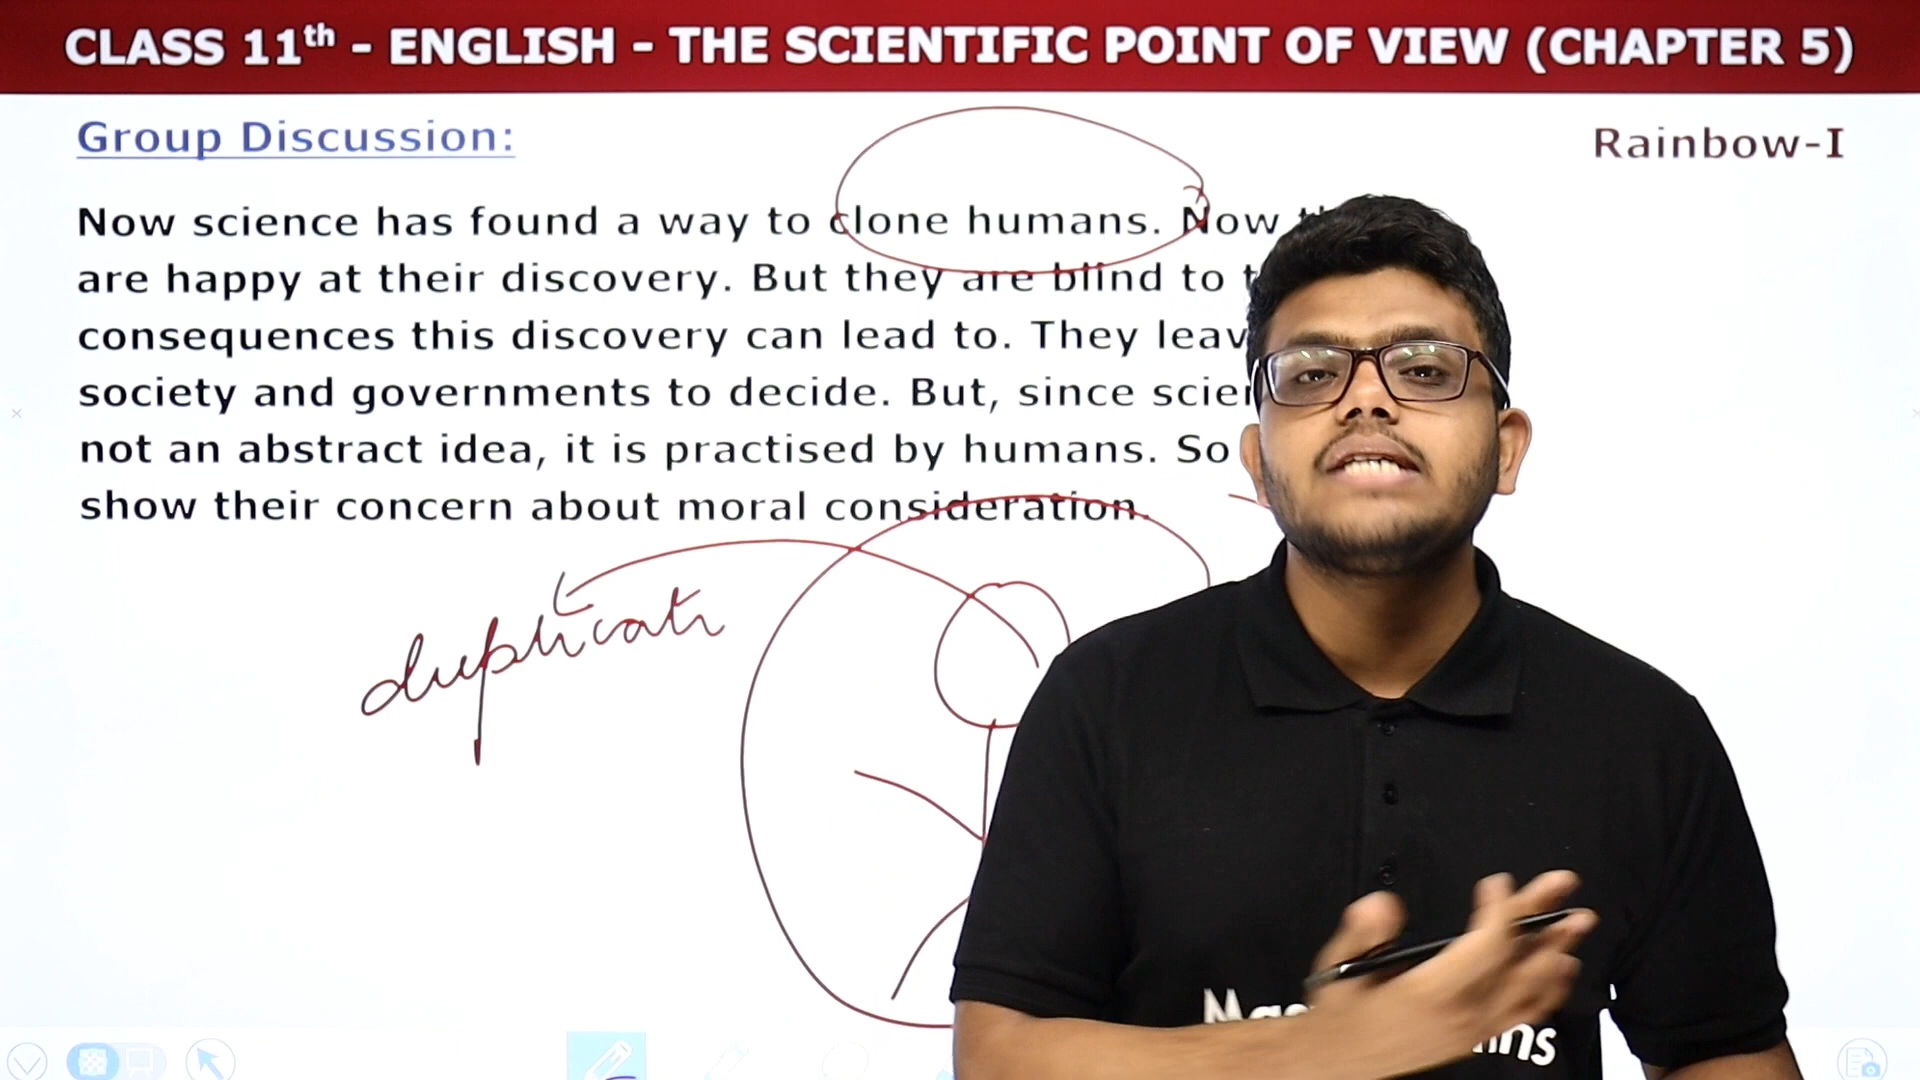 CLASS 11th - ENGLISH - THE SCIENTIFIC POINT OF VIEW (CHAPTER 5)
Group Discussion:
Rainbow-I
Now science has found a way to clone humans. Now
are happy at their discovery. But they are blind to
consequences this discovery can lead to. They
society and governments to decide. But, since
not an abstract idea, it is practised by humans. So
show their concern about moral consideration.